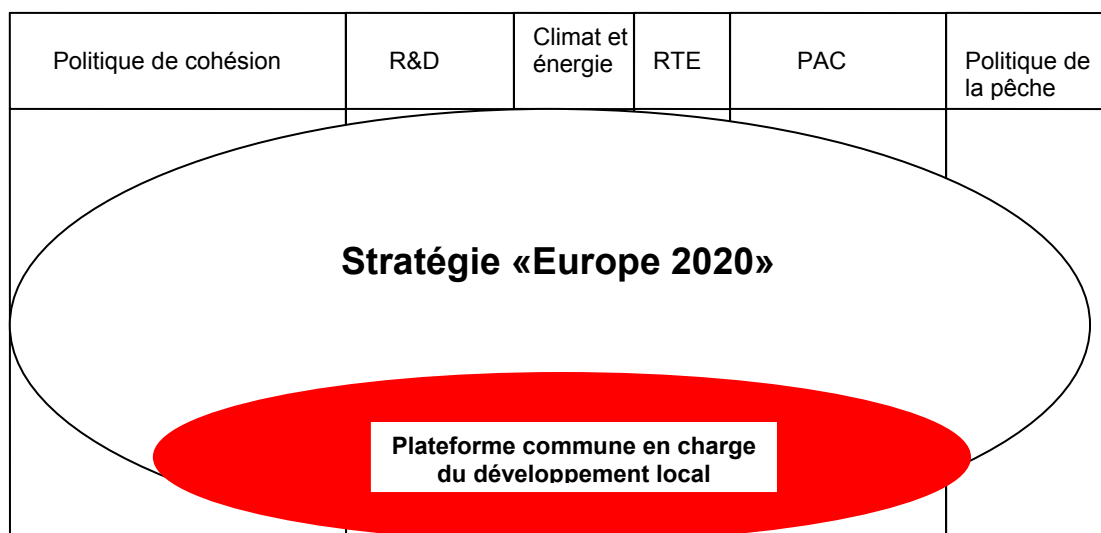 Politique de cohésion
R&D
Climat et
énergie
RTE
PAC
Politique de
la pêche
Stratégie «Europe 2020»
Plateforme commune en charge
du développement local